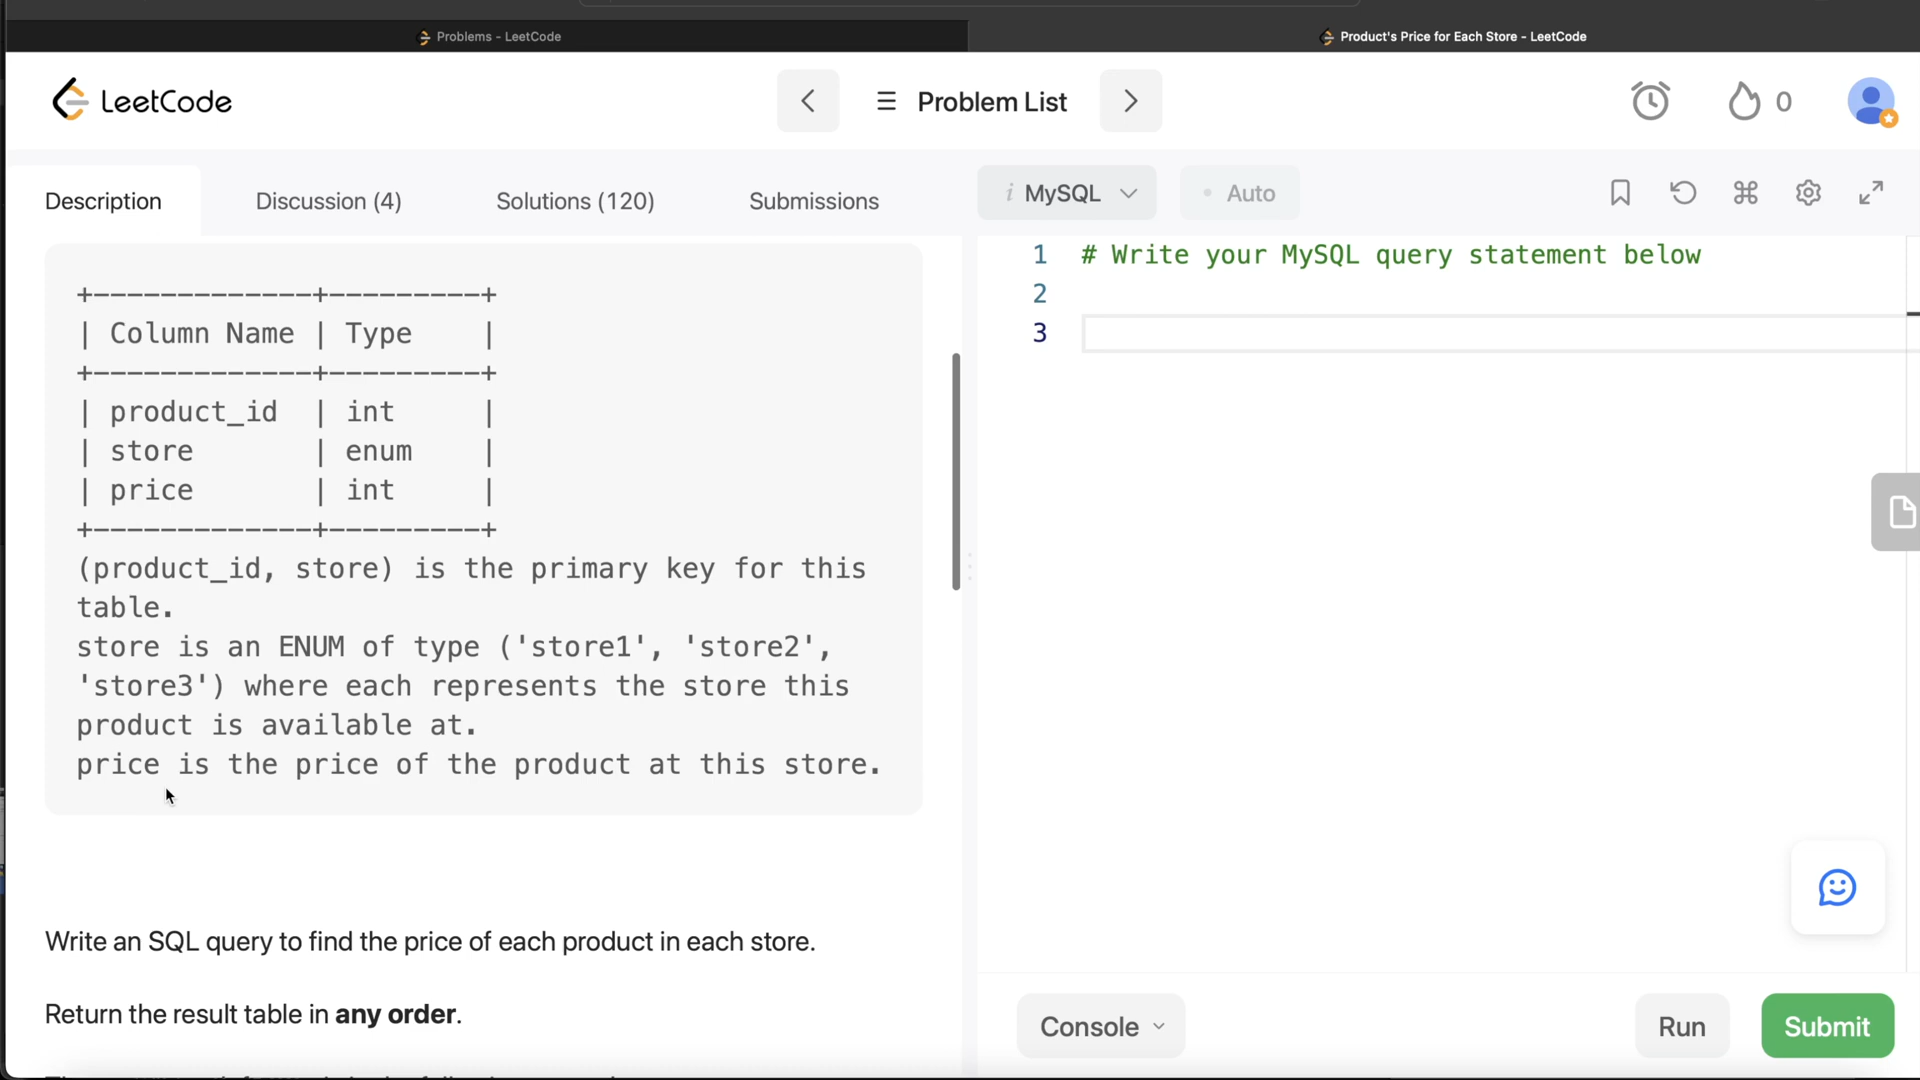 Problems - LeetCode
Product's Price for Each Store - LeetCode
LeetCode
Problem List
0
Description
Discussion (4)
Solutions (120)
Submissions
i MySQL
Auto
+-------------+---------+
| Column Name | Type    |
+-------------+---------+
| product_id  | int     |
| store       | enum    |
| price       | int     |
+-------------+---------+
(product_id, store) is the primary key for this
table.
store is an ENUM of type ('store1', 'store2',
'store3') where each represents the store this
product is available at.
price is the price of the product at this store.
Write an SQL query to find the price of each product in each store.
Return the result table in any order.
1 # Write your MySQL query statement below
2
3
Console
Run
Submit